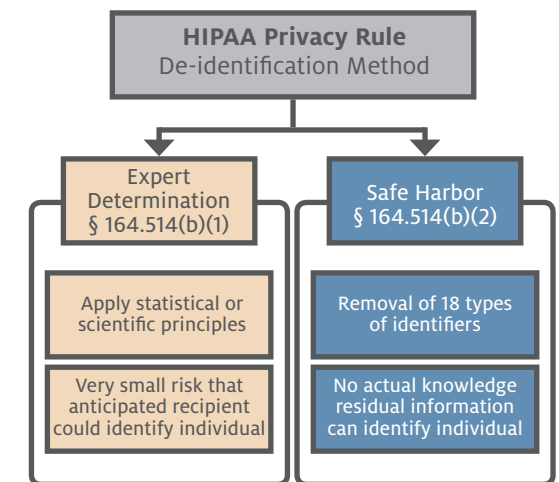 HIPAA Privacy Rule
De-identification Method
Expert
Determination
§ 164.514(b)(1)
Apply statistical or
scientific principles
Very small risk that
anticipated recipient
could identify individual
Safe Harbor
§ 164.514(b)(2)
Removal of 18 types
of identifiers
No actual knowledge
residual information
can identify individual